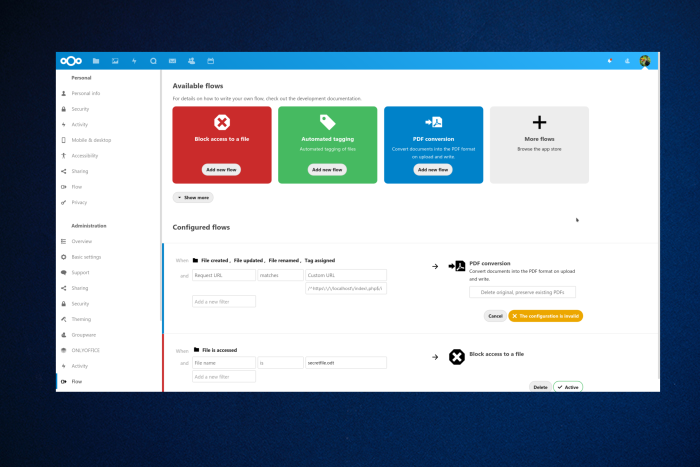 Personal
Personal info
Security
Activity
Mobile & desktop
Accessibility
Sharing
Flow
Privacy
Administration
Overview
Basic settings
Support
Sharing
Security
Theming
Groupware
ONLYOFFICE
Activity
Flow
Available flows
For details on how to write your own flow, check out the development documentation.
Block access to a file
Add new flow
Automated tagging
Automated tagging of files
Add new flow
PDF conversion
Convert documents into the PDF format
on upload and write.
Add new flow
More flows
Browse the app store
Show more
Configured flows
When File created , File updated , File renamed , Tag assigned
and Request URL matches Custom URL
Add a new filter
PDF conversion
Convert documents into the PDF format on upload
and write.
Delete original, preserve existing PDFs
Cancel The configuration is invalid
When File is accessed
and File name is secretfile.odt
Add a new filter
Block access to a file
Delete Active